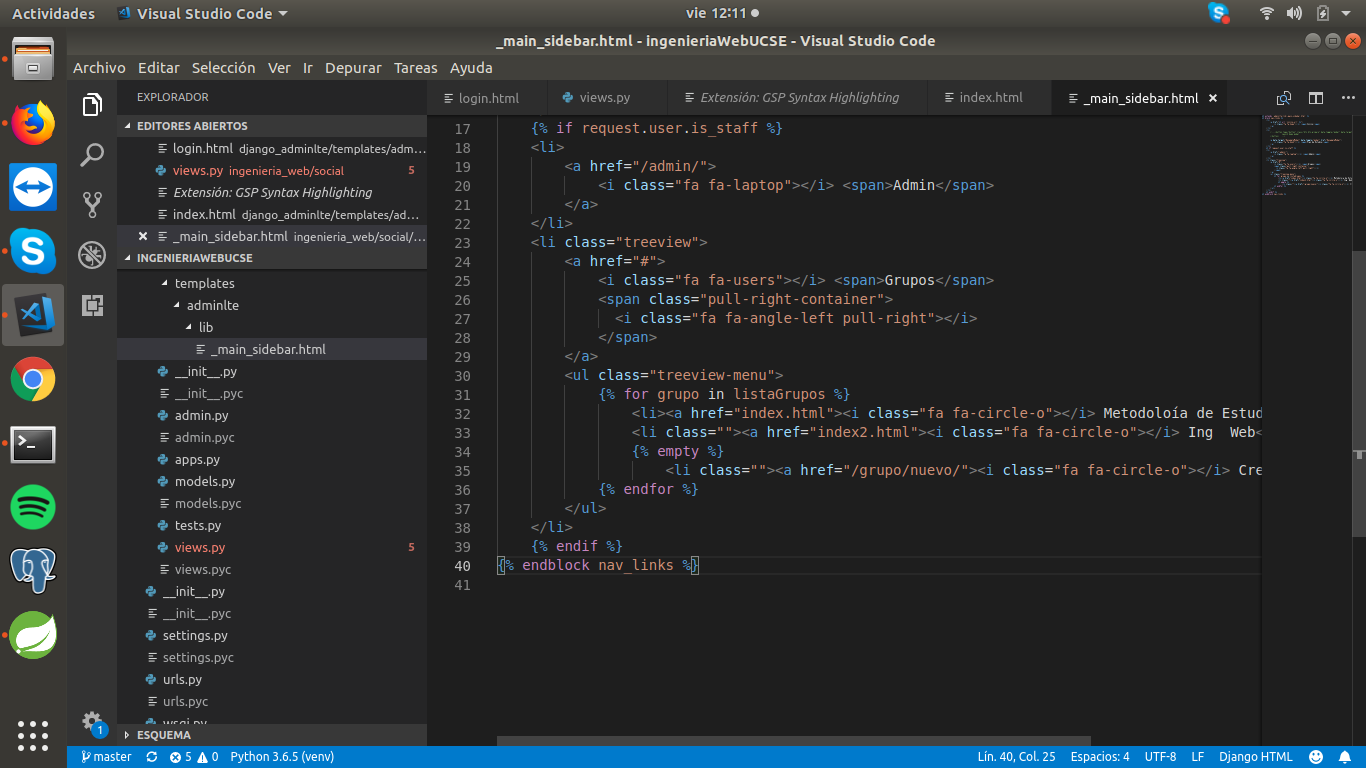 Actividades Visual Studio Code vie 12:11
_main_sidebar.html - ingenieriaWebUCSE - Visual Studio Code
Archivo Editar Selección Ver Ir Depurar Tareas Ayuda
EXPLORADOR
EDITORES ABIERTOS
login.html django_adminlte/templates/adm...
views.py ingenieria_web/social 5
Extensión: GSP Syntax Highlighting
index.html django_adminlte/templates/ad...
_main_sidebar.html ingenieria_web/social/...
INGENIERIAWEBUCSE
templates
adminlte
lib
_main_sidebar.html
__init__.py
__init__.pyc
admin.py
admin.pyc
apps.py
models.py
models.pyc
tests.py
views.py 5
views.pyc
__init__.py
__init__.pyc
settings.py
settings.pyc
urls.py
urls.pyc
wsgi.py
ESQUEMA
1
login.html views.py Extensión: GSP Syntax Highlighting index.html _main_sidebar.html
17 {% if request.user.is_staff %}
18 <li>
19 <a href="/admin/">
20 <i class="fa fa-laptop"></i> <span>Admin</span>
21 </a>
22 </li>
23 <li class="treeview">
24 <a href="#">
25 <i class="fa fa-users"></i> <span>Grupos</span>
26 <span class="pull-right-container">
27 <i class="fa fa-angle-left pull-right"></i>
28 </span>
29 </a>
30 <ul class="treeview-menu">
31 {% for grupo in listaGrupos %}
32 <li><a href="index.html"><i class="fa fa-circle-o"></i> Metodoloía de Estud
33 <li class=""><a href="index2.html"><i class="fa fa-circle-o"></i> Ing  Web<
34 {% empty %}
35 <li class=""><a href="/grupo/nuevo/"><i class="fa fa-circle-o"></i> Cre
36 {% endfor %}
37 </ul>
38 </li>
39 {% endif %}
40 {% endblock nav_links %}
41
master 5 0 Python 3.6.5 (venv) Lín. 40, Col. 25 Espacios: 4 UTF-8 LF Django HTML